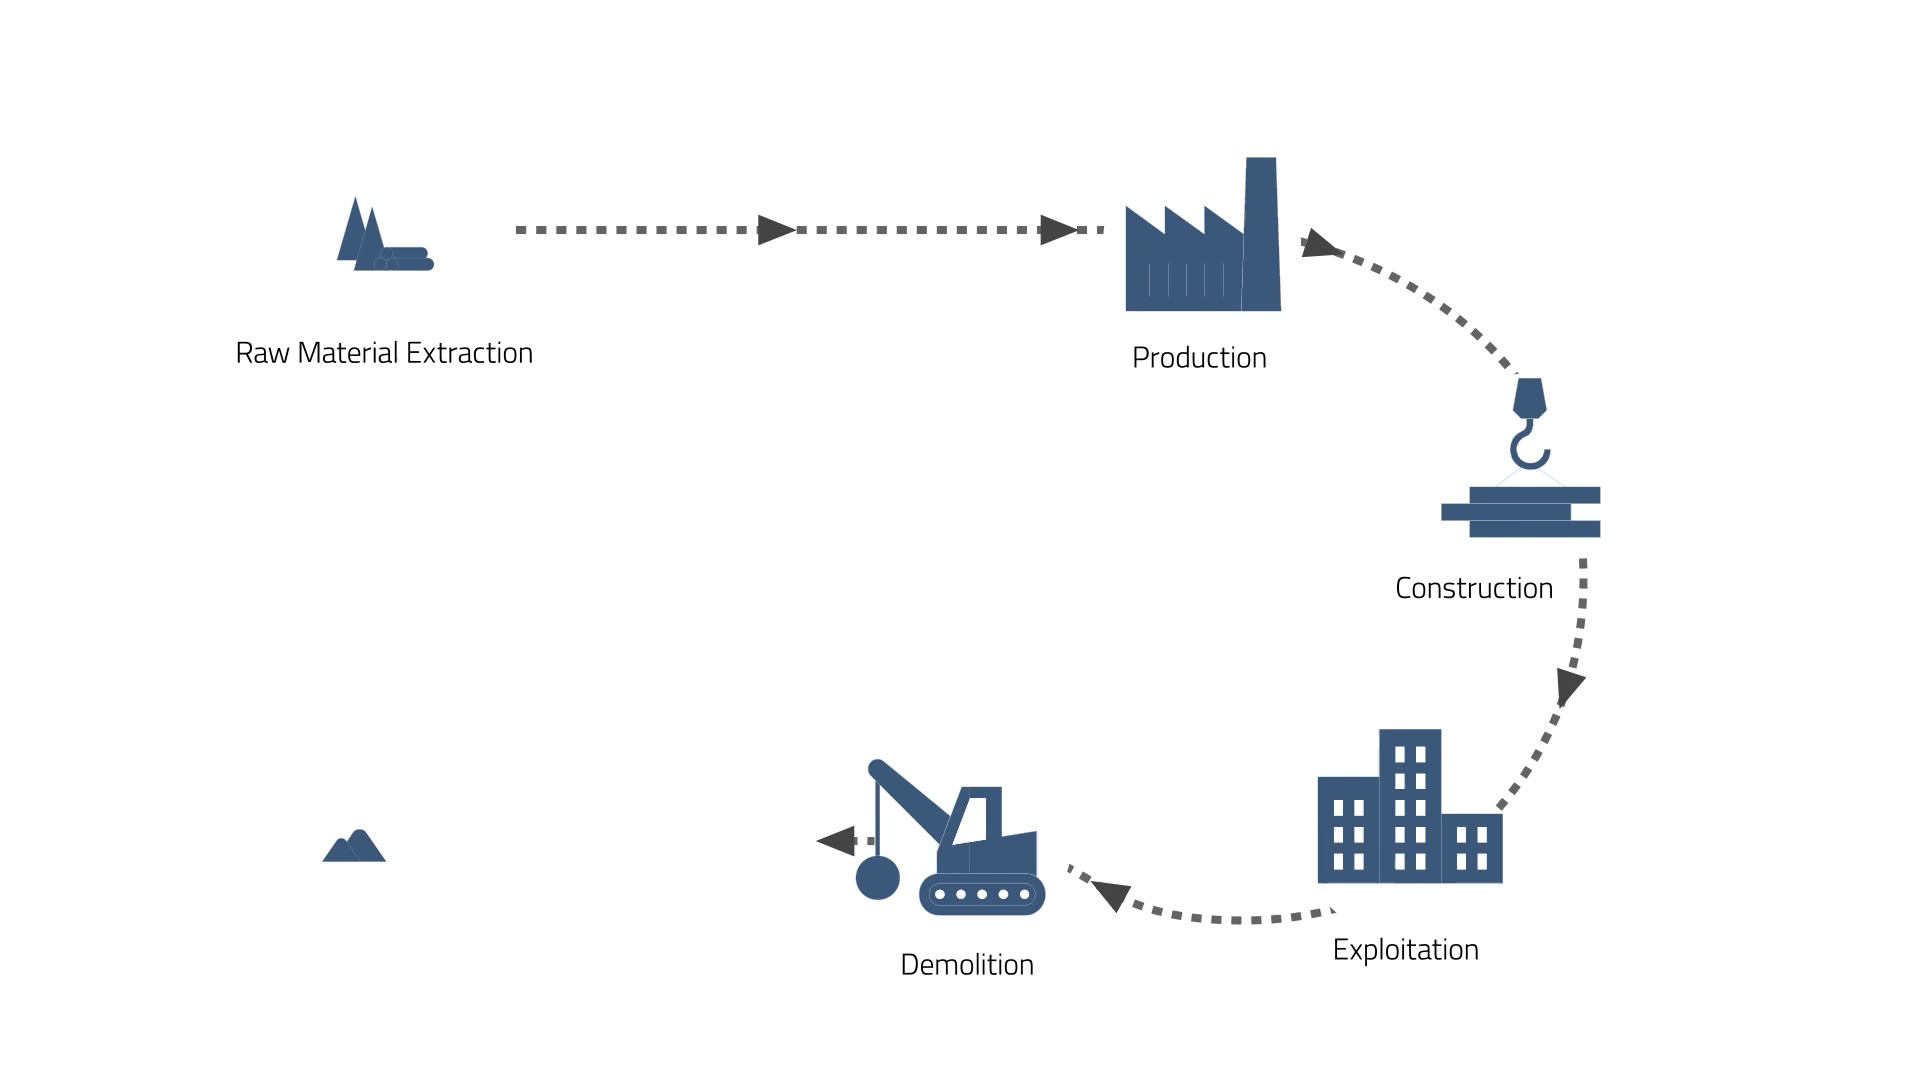 Raw Material Extraction
Production
Construction
Exploitation
Demolition